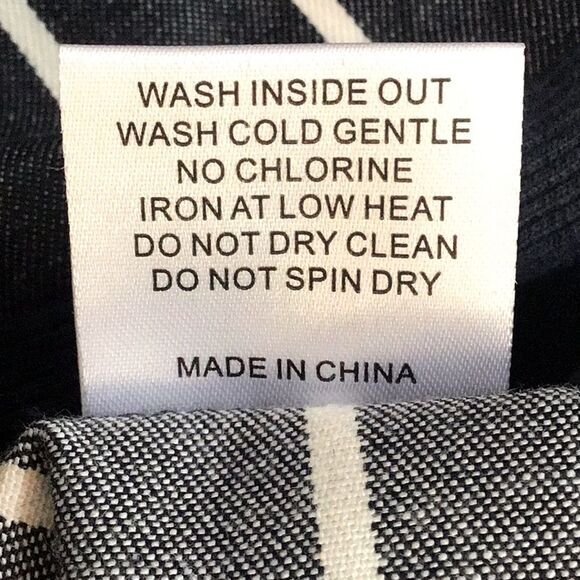 WASH INSIDE OUT
WASH COLD GENTLE
NO CHLORINE
IRON AT LOW HEAT
DO NOT DRY CLEAN
DO NOT SPIN DRY
MADE IN CHINA